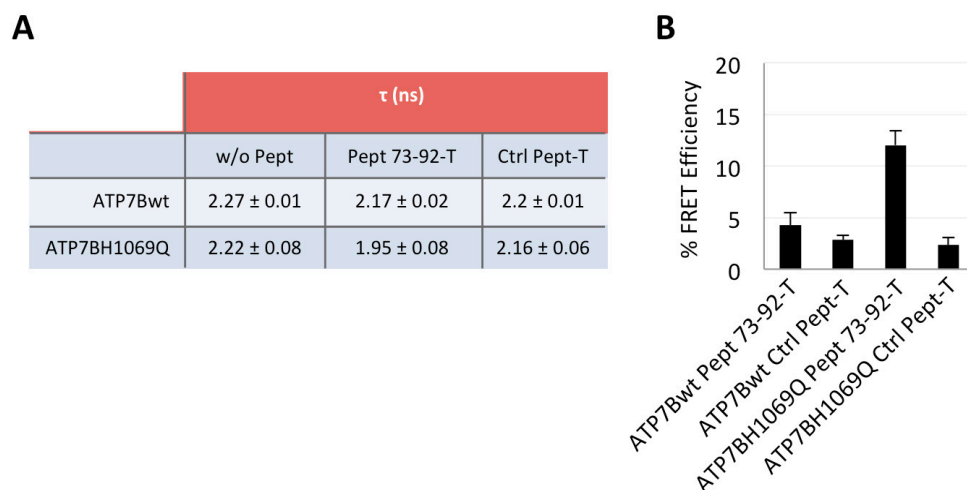 A
τ (ns)
w/o Pept Pept 73-92-T Ctrl Pept-T
ATP7Bwt 2.27 ± 0.01 2.17 ± 0.02 2.2 ± 0.01
ATP7BH1069Q 2.22 ± 0.08 1.95 ± 0.08 2.16 ± 0.06
B
% FRET Efficiency
20
15
10
5
0
ATP7Bwt Pept 73-92-T
ATP7Bwt Ctrl Pept-T
ATP7BH1069Q Pept 73-92-T
ATP7BH1069Q Ctrl Pept-T